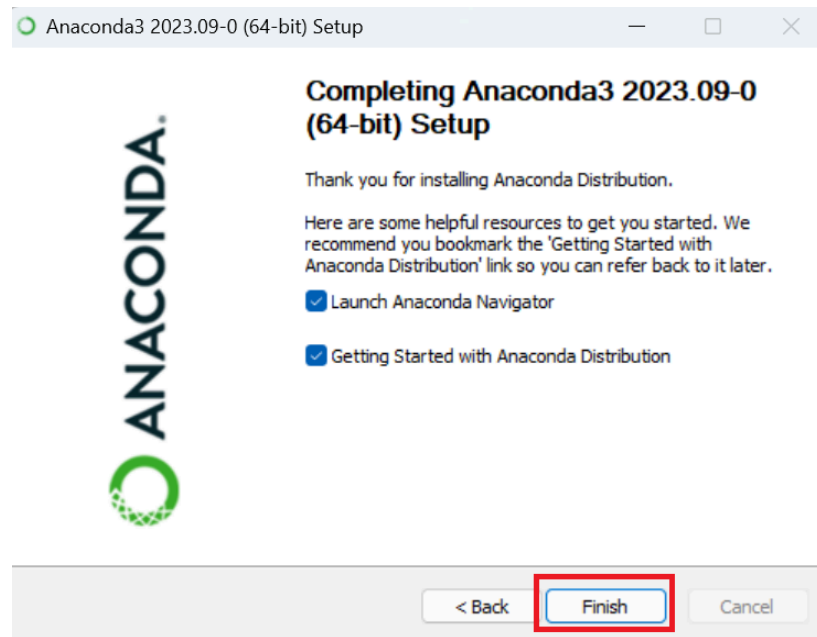 Anaconda3 2023.09-0 (64-bit) Setup
ANACONDA.
Completing Anaconda3 2023.09-0
(64-bit) Setup
Thank you for installing Anaconda Distribution.
Here are some helpful resources to get you started. We
recommend you bookmark the 'Getting Started with
Anaconda Distribution' link so you can refer back to it later.
Launch Anaconda Navigator
Getting Started with Anaconda Distribution
< Back Finish Cancel